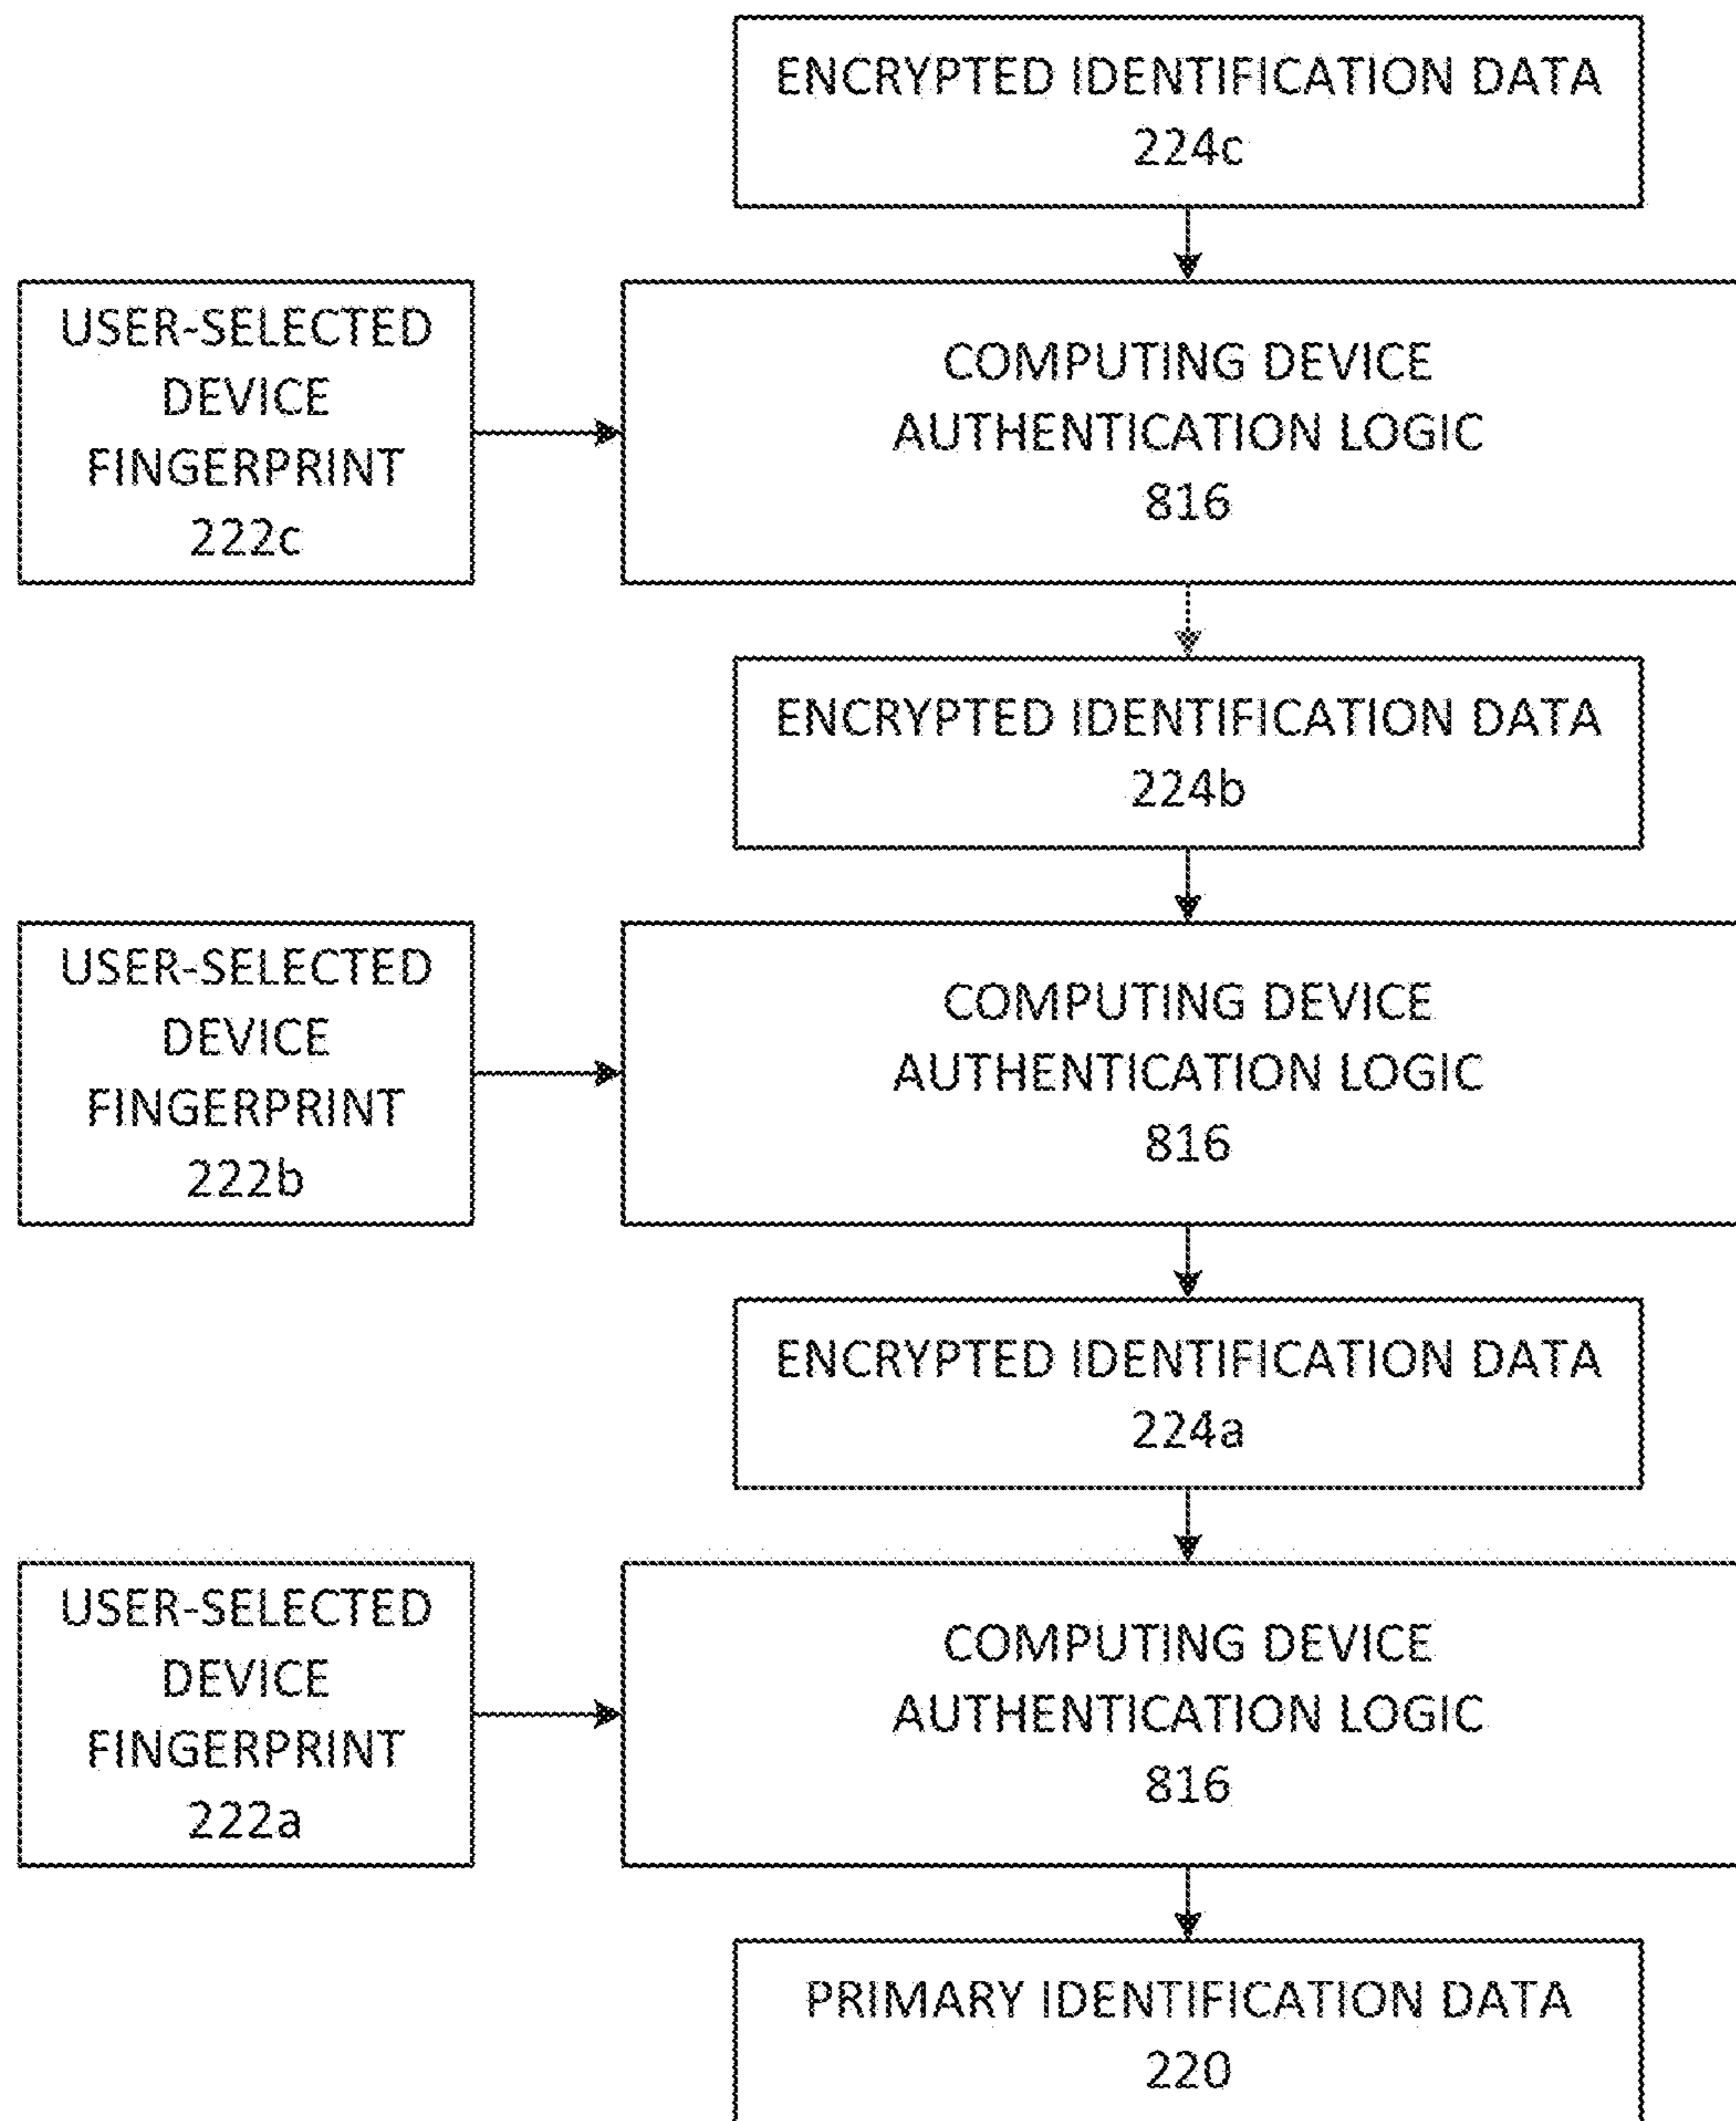 ENCRYPTED IDENTIFICATION DATA
224c
USER-SELECTED
DEVICE
FINGERPRINT
222c
COMPUTING DEVICE
AUTHENTICATION LOGIC
816
ENCRYPTED IDENTIFICATION DATA
224b
USER-SELECTED
DEVICE
FINGERPRINT
222b
COMPUTING DEVICE
AUTHENTICATION LOGIC
816
ENCRYPTED IDENTIFICATION DATA
224a
USER-SELECTED
DEVICE
FINGERPRINT
222a
COMPUTING DEVICE
AUTHENTICATION LOGIC
816
PRIMARY IDENTIFICATION DATA
220